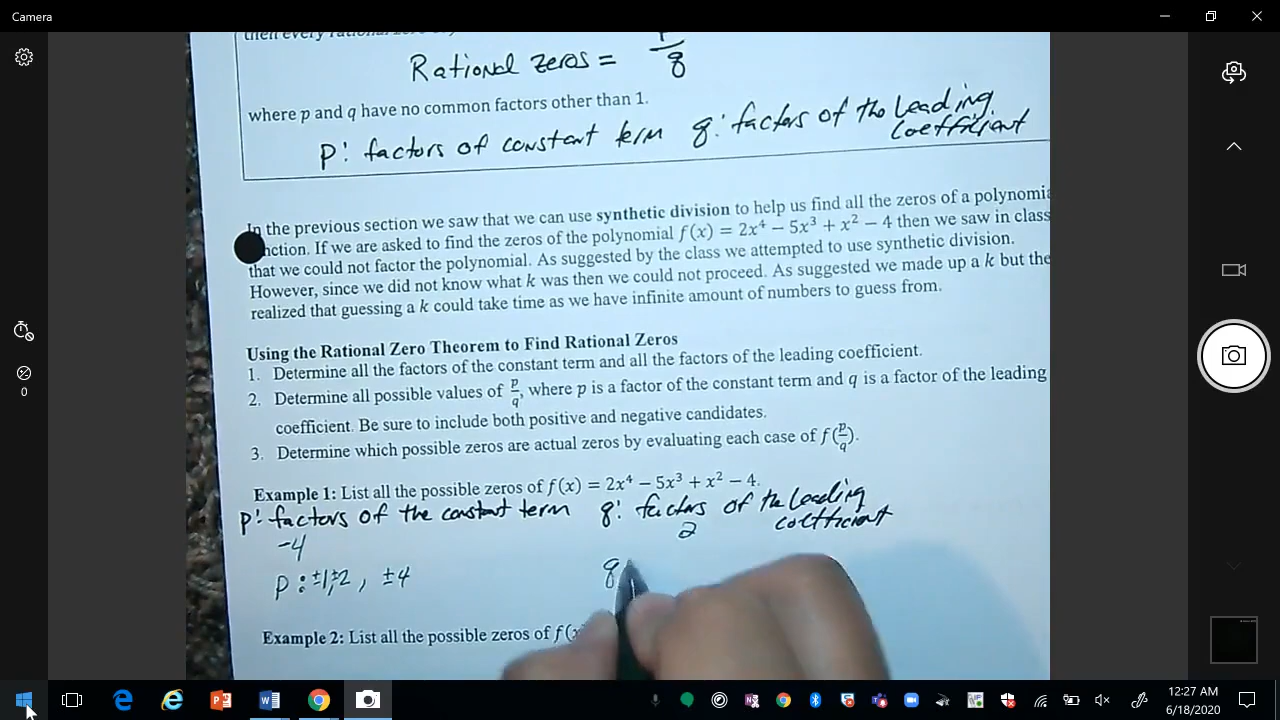 Camera
Rational zeros = p/q
where p and q have no common factors other than 1.
p: factors of constant term q: factors of the leading coefficient
In the previous section we saw that we can use synthetic division to help us find all the zeros of a
function. If we are asked to find the zeros of the polynomial f(x) = 2x⁴ − 5x³ + x² − 4 then we saw in class
that we could not factor the polynomial. As suggested by the class we attempted to use synthetic division.
However, since we did not know what k was then we could not proceed. As suggested we made up a k but the
realized that guessing a k could take time as we have infinite amount of numbers to guess from.
Using the Rational Zero Theorem to Find Rational Zeros
1. Determine all the factors of the constant term and all the factors of the leading coefficient.
2. Determine all possible values of p/q, where p is a factor of the constant term and q is a factor of the leading
coefficient. Be sure to include both positive and negative candidates.
3. Determine which possible zeros are actual zeros by evaluating each case of f(p/q).
Example 1: List all the possible zeros of f(x) = 2x⁴ − 5x³ + x² − 4.
p: factors of the constant term q: factors of the leading coefficient
-4 2
p: ±1, ±2, ±4 q
Example 2: List all the possible zeros of f(x
0
12:27 AM
6/18/2020